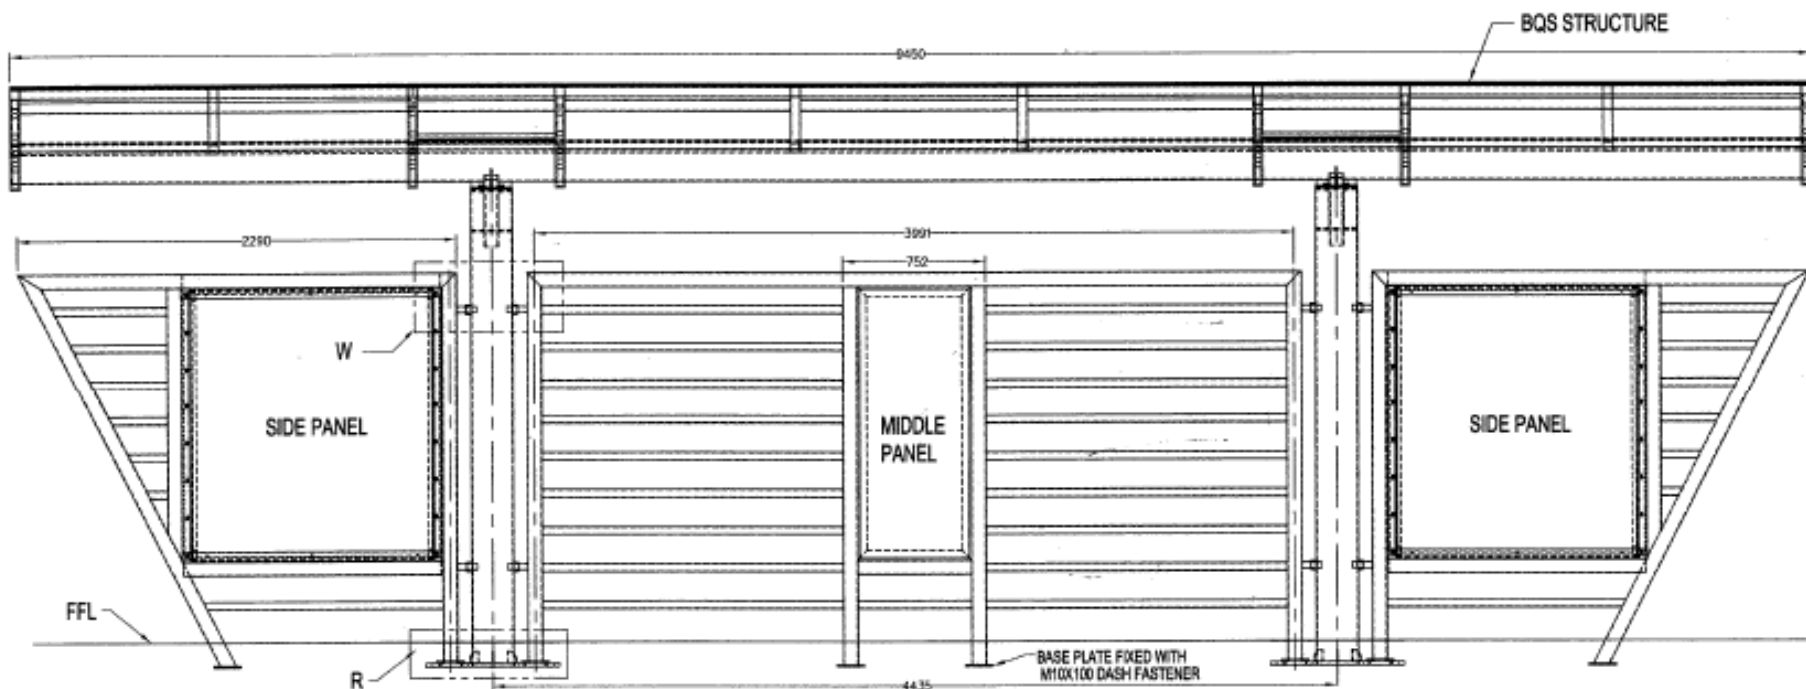 BQS STRUCTURE
9450
2290
3991
752
W
SIDE PANEL
MIDDLE
PANEL
SIDE PANEL
FFL
R
BASE PLATE FIXED WITH
M10X100 DASH FASTENER
4435